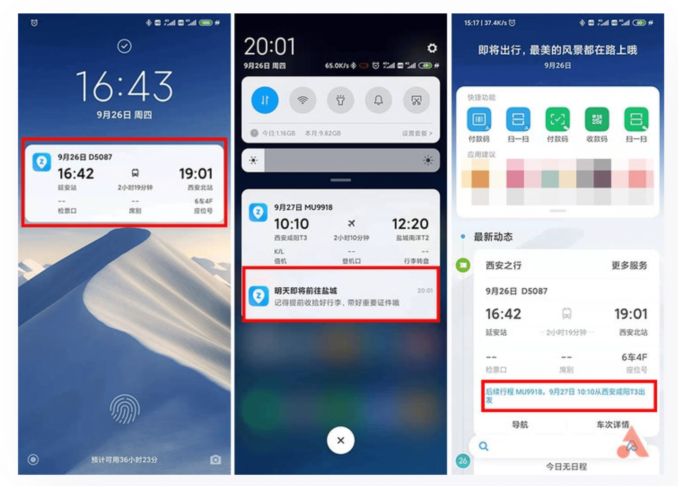 16:43
9月26日 周四
9月26日 D5087
16:42
19:01
延安站
2小时19分钟
西安北站
--
--
6车4F
检票口
席别
座位号
预计可用36小时23分
20:01
9月26日 周四
65.0K/s
今日:1.16GB 本月:9.82GB
设置套餐 >
9月27日 MU9918
10:10
12:20
西安咸阳T3
2小时10分钟
盐城南洋T2
K/L
--
--
值机
登机口
行李转盘
明天即将前往盐城
20:01
记得提前收拾好行李，带好重要证件哦
15:17 | 37.4K/s
即将出行，最美的风景都在路上哦
9月26日
快捷功能
付款码
扫一扫
付款码
收款码
扫一扫
应用建议
最新动态
西安之行
更多服务
9月26日 D5087
16:42
19:01
延安站
2小时19分钟
西安北站
--
--
6车4F
检票口
席别
座位号
后续行程 MU9918，9月27日 10:10从西安咸阳T3出
发
导航
车次详情
26
今日无日程